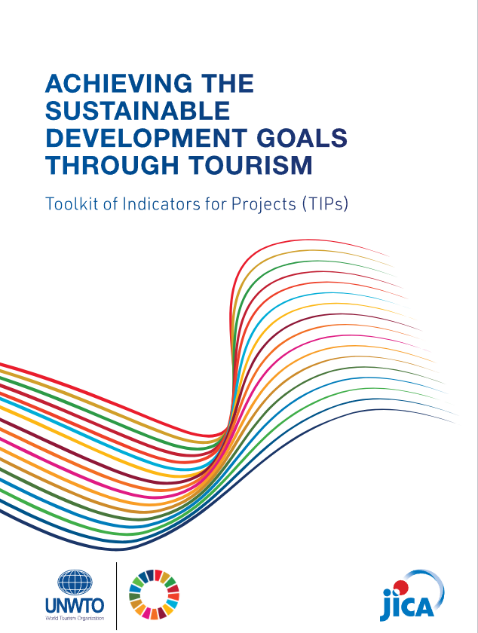 ACHIEVING THE
SUSTAINABLE
DEVELOPMENT GOALS
THROUGH TOURISM
Toolkit of Indicators for Projects (TIPs)
UNWTO
World Tourism Organization
jICA